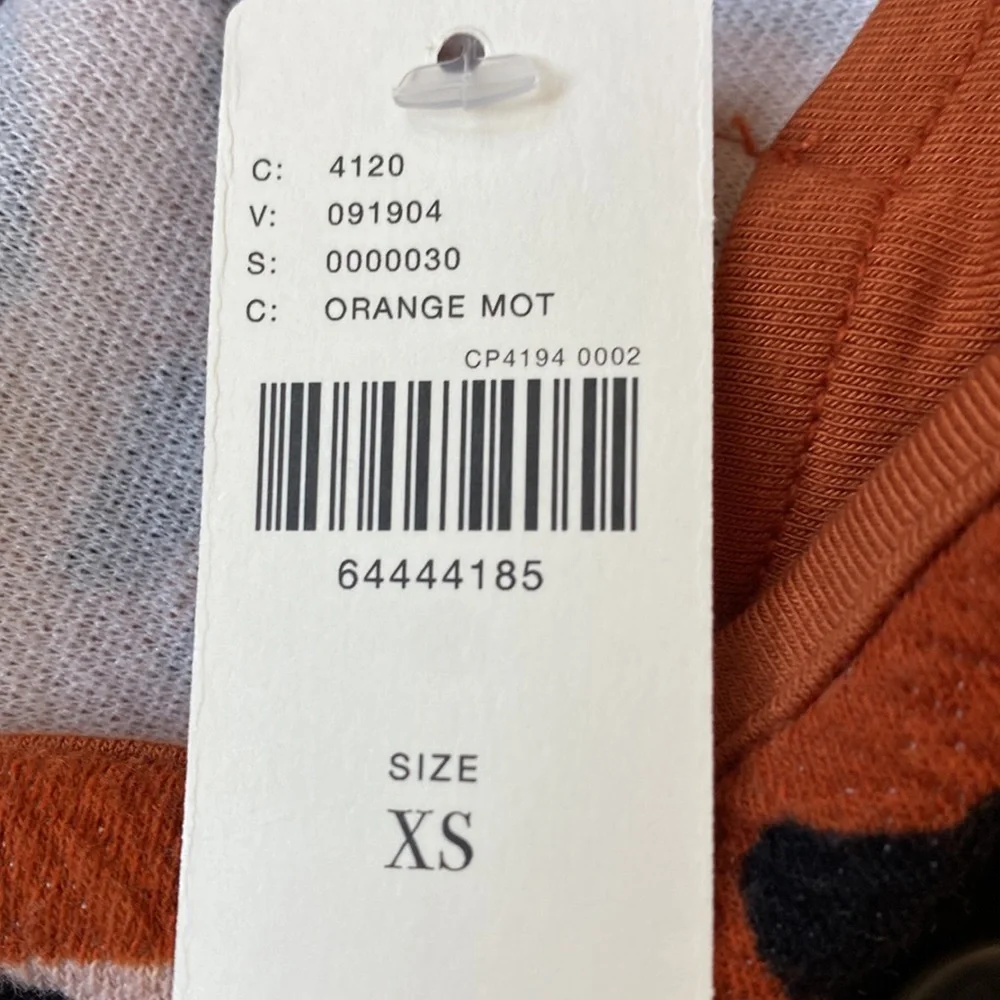 C: 4120
V: 091904
S: 0000030
C: ORANGE MOT
CP4194 0002
64444185
SIZE
XS